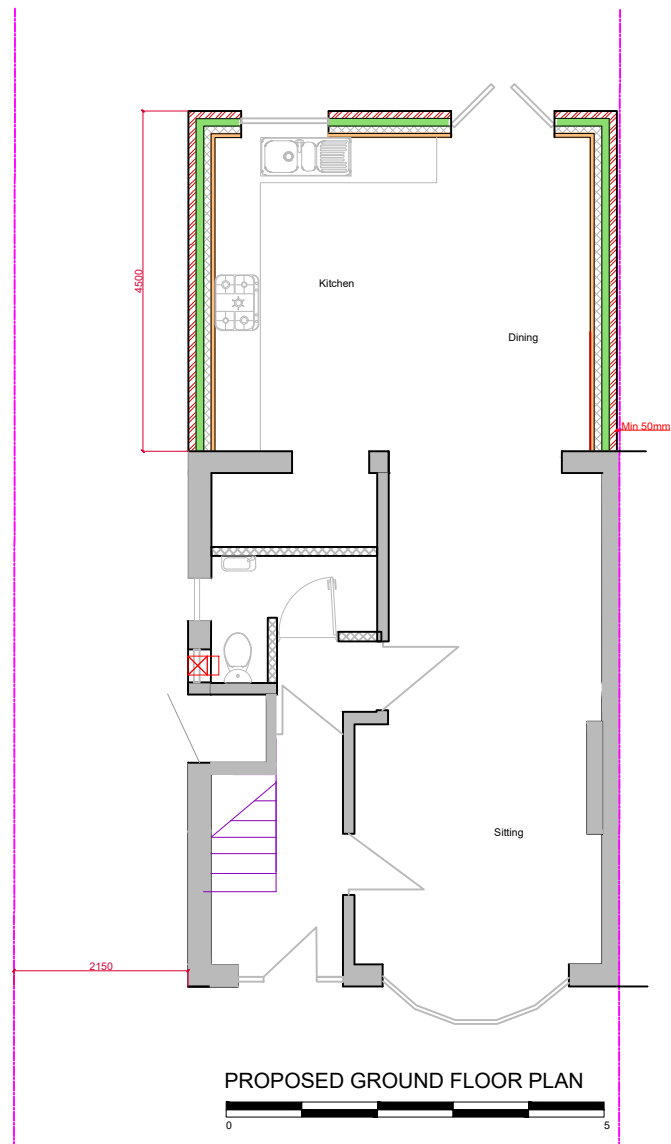 4500
Kitchen
Dining
Min 50mm
Sitting
2150
PROPOSED GROUND FLOOR PLAN
0 5